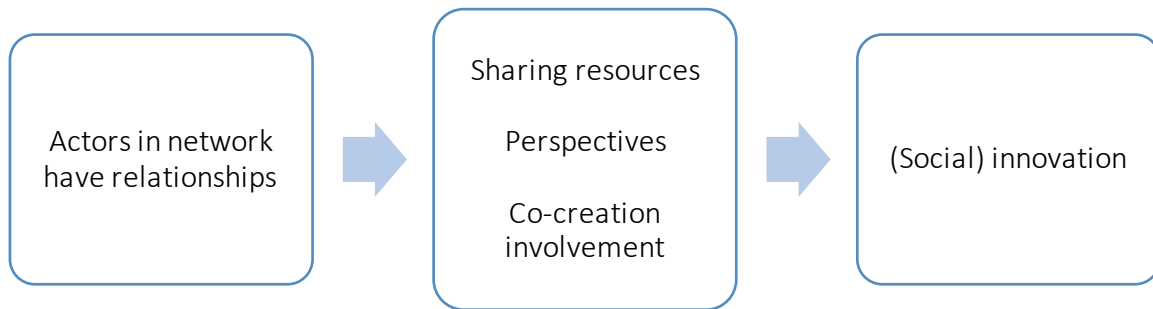 Actors in network
have relationships
Sharing resources
Perspectives
Co-creation
involvement
(Social) innovation